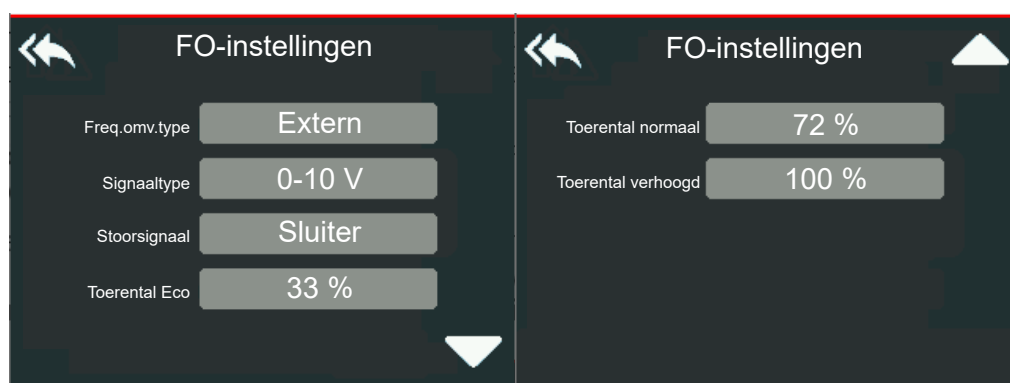 FO-instellingen
Freq.omv.type Extern
Signaaltype 0-10 V
Stoorsignaal Sluiter
Toerental Eco 33 %
FO-instellingen
Toerental normaal 72 %
Toerental verhoogd 100 %